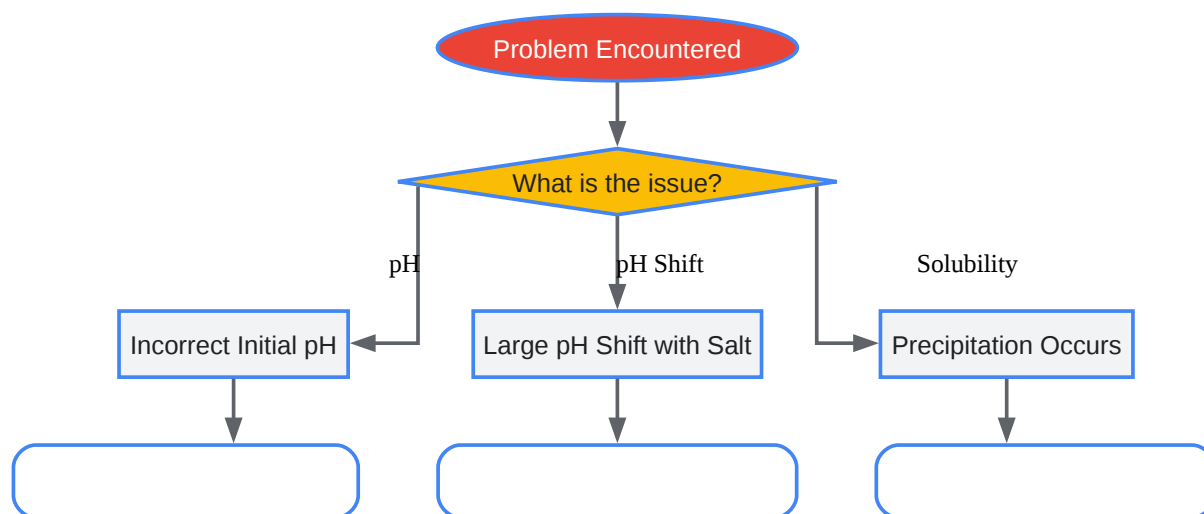 Problem Encountered
What is the issue?
pH
pH Shift
Solubility
Incorrect Initial pH
Large pH Shift with Salt
Precipitation Occurs